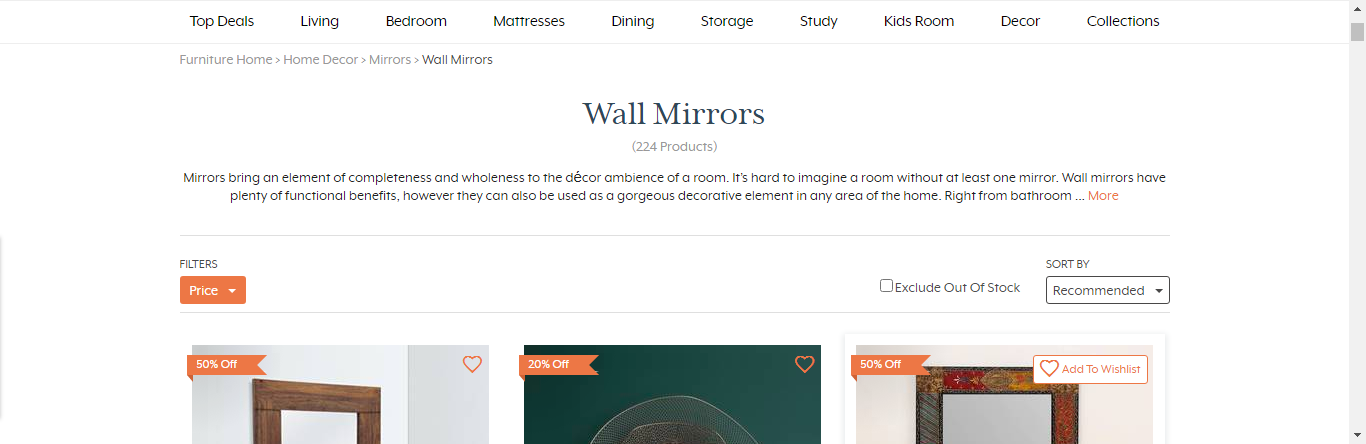 Top Deals Living Bedroom Mattresses Dining Storage Study Kids Room Decor Collections
Furniture Home > Home Decor > Mirrors > Wall Mirrors
Wall Mirrors
(224 Products)
Mirrors bring an element of completeness and wholeness to the décor ambience of a room. It's hard to imagine a room without at least one mirror. Wall mirrors have
plenty of functional benefits, however they can also be used as a gorgeous decorative element in any area of the home. Right from bathroom ... More
FILTERS
Price
Exclude Out Of Stock
SORT BY
Recommended
50% Off
20% Off
50% Off
Add To Wishlist